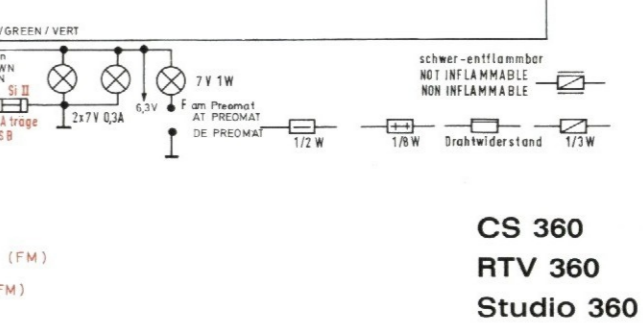 /GREEN / VERT
n
WN
N
Si II
A träge
SB
2x7V 0,3A
6,3V
7V 1W
F am Preomat
AT PREOMAT
DE PREOMAT
schwer-entflammbar
NOT INFLAMMABLE
NON INFLAMMABLE
1/2 W
1/8 W
Drahtwiderstand
1/3 W
(FM)
FM)
CS 360
RTV 360
Studio 360